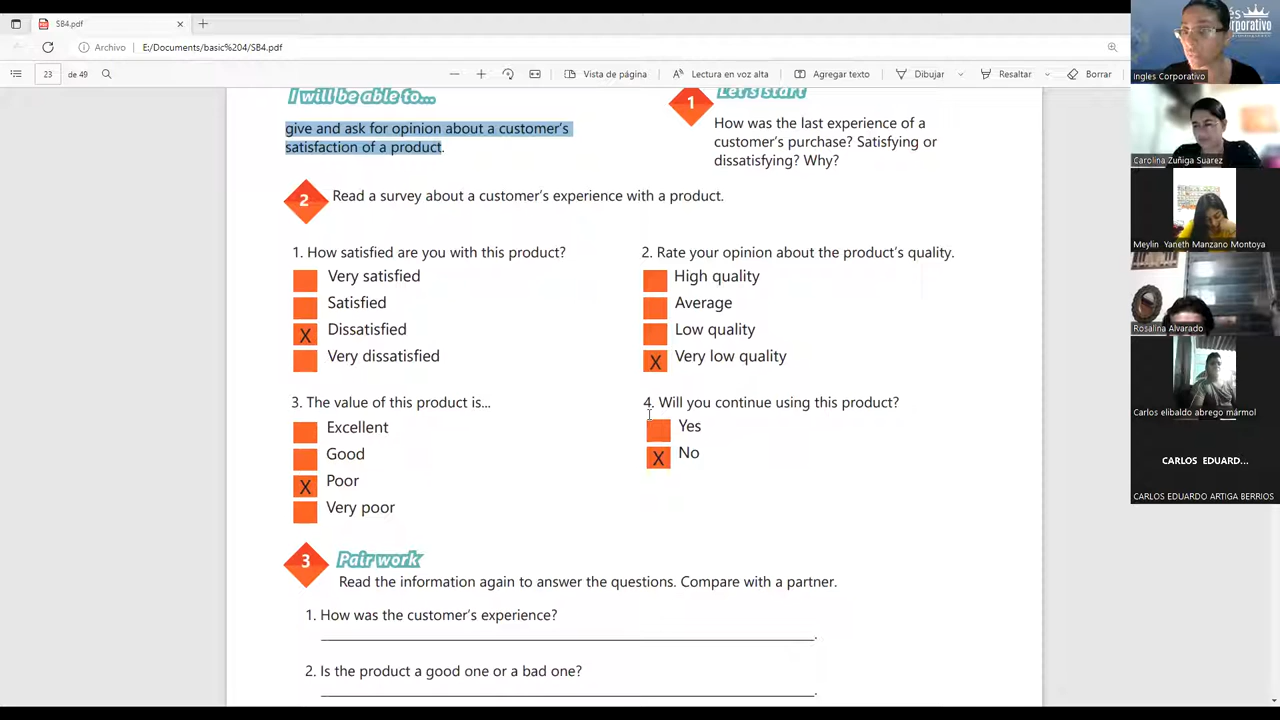 SB4.pdf
Archivo
E:/Documents/basic%204/SB4.pdf
23
de 49
Vista de página
Lectura en voz alta
Agregar texto
Dibujar
Resaltar
Borrar
I will be able to...
give and ask for opinion about a customer's
satisfaction of a product.
1
Let's start
How was the last experience of a
customer's purchase? Satisfying or
dissatisfying? Why?
2
Read a survey about a customer's experience with a product.
1. How satisfied are you with this product?
Very satisfied
Satisfied
X Dissatisfied
Very dissatisfied
2. Rate your opinion about the product's quality.
High quality
Average
Low quality
X Very low quality
3. The value of this product is...
Excellent
Good
X Poor
Very poor
4. Will you continue using this product?
Yes
X No
3
Pair work
Read the information again to answer the questions. Compare with a partner.
1. How was the customer's experience?
2. Is the product a good one or a bad one?
Ingles Corporativo
Carolina Zuñiga Suarez
Meylin Yaneth Manzano Montoya
Rosalina Alvarado
Carlos elibaldo abrego mármol
CARLOS EDUARD...
CARLOS EDUARDO ARTIGA BERRIOS